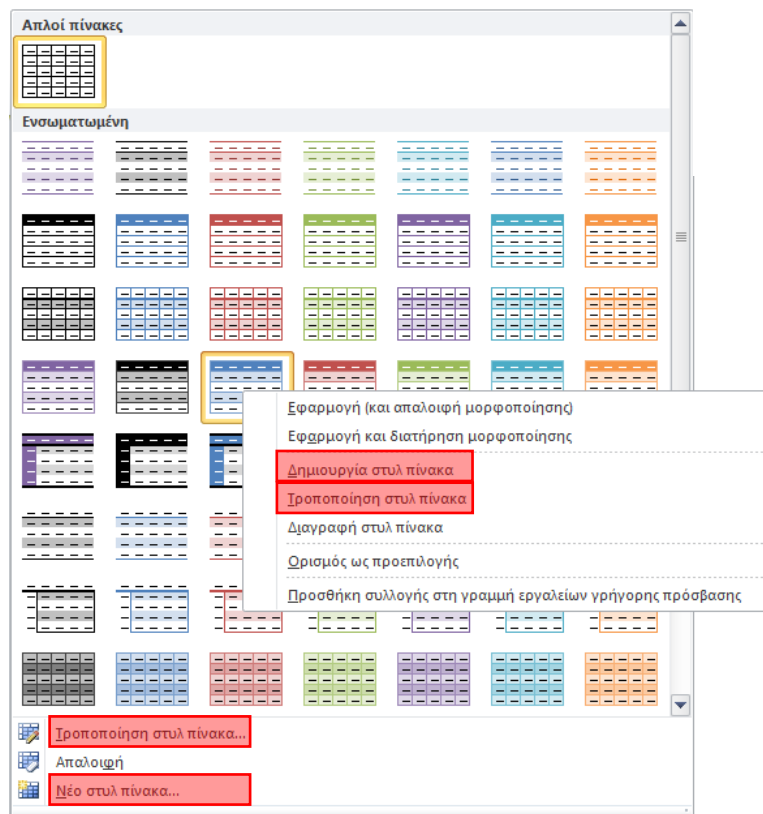 Απλοί πίνακες
Ενσωματωμένη
Εφαρμογή (και απαλοιφή μορφοποίησης)
Εφαρμογή και διατήρηση μορφοποίησης
Δημιουργία στυλ πίνακα
Τροποποίηση στυλ πίνακα
Διαγραφή στυλ πίνακα
Ορισμός ως προεπιλογής
Προσθήκη συλλογής στη γραμμή εργαλείων γρήγορης πρόσβασης
Τροποποίηση στυλ πίνακα...
Απαλοιφή
Νέο στυλ πίνακα...